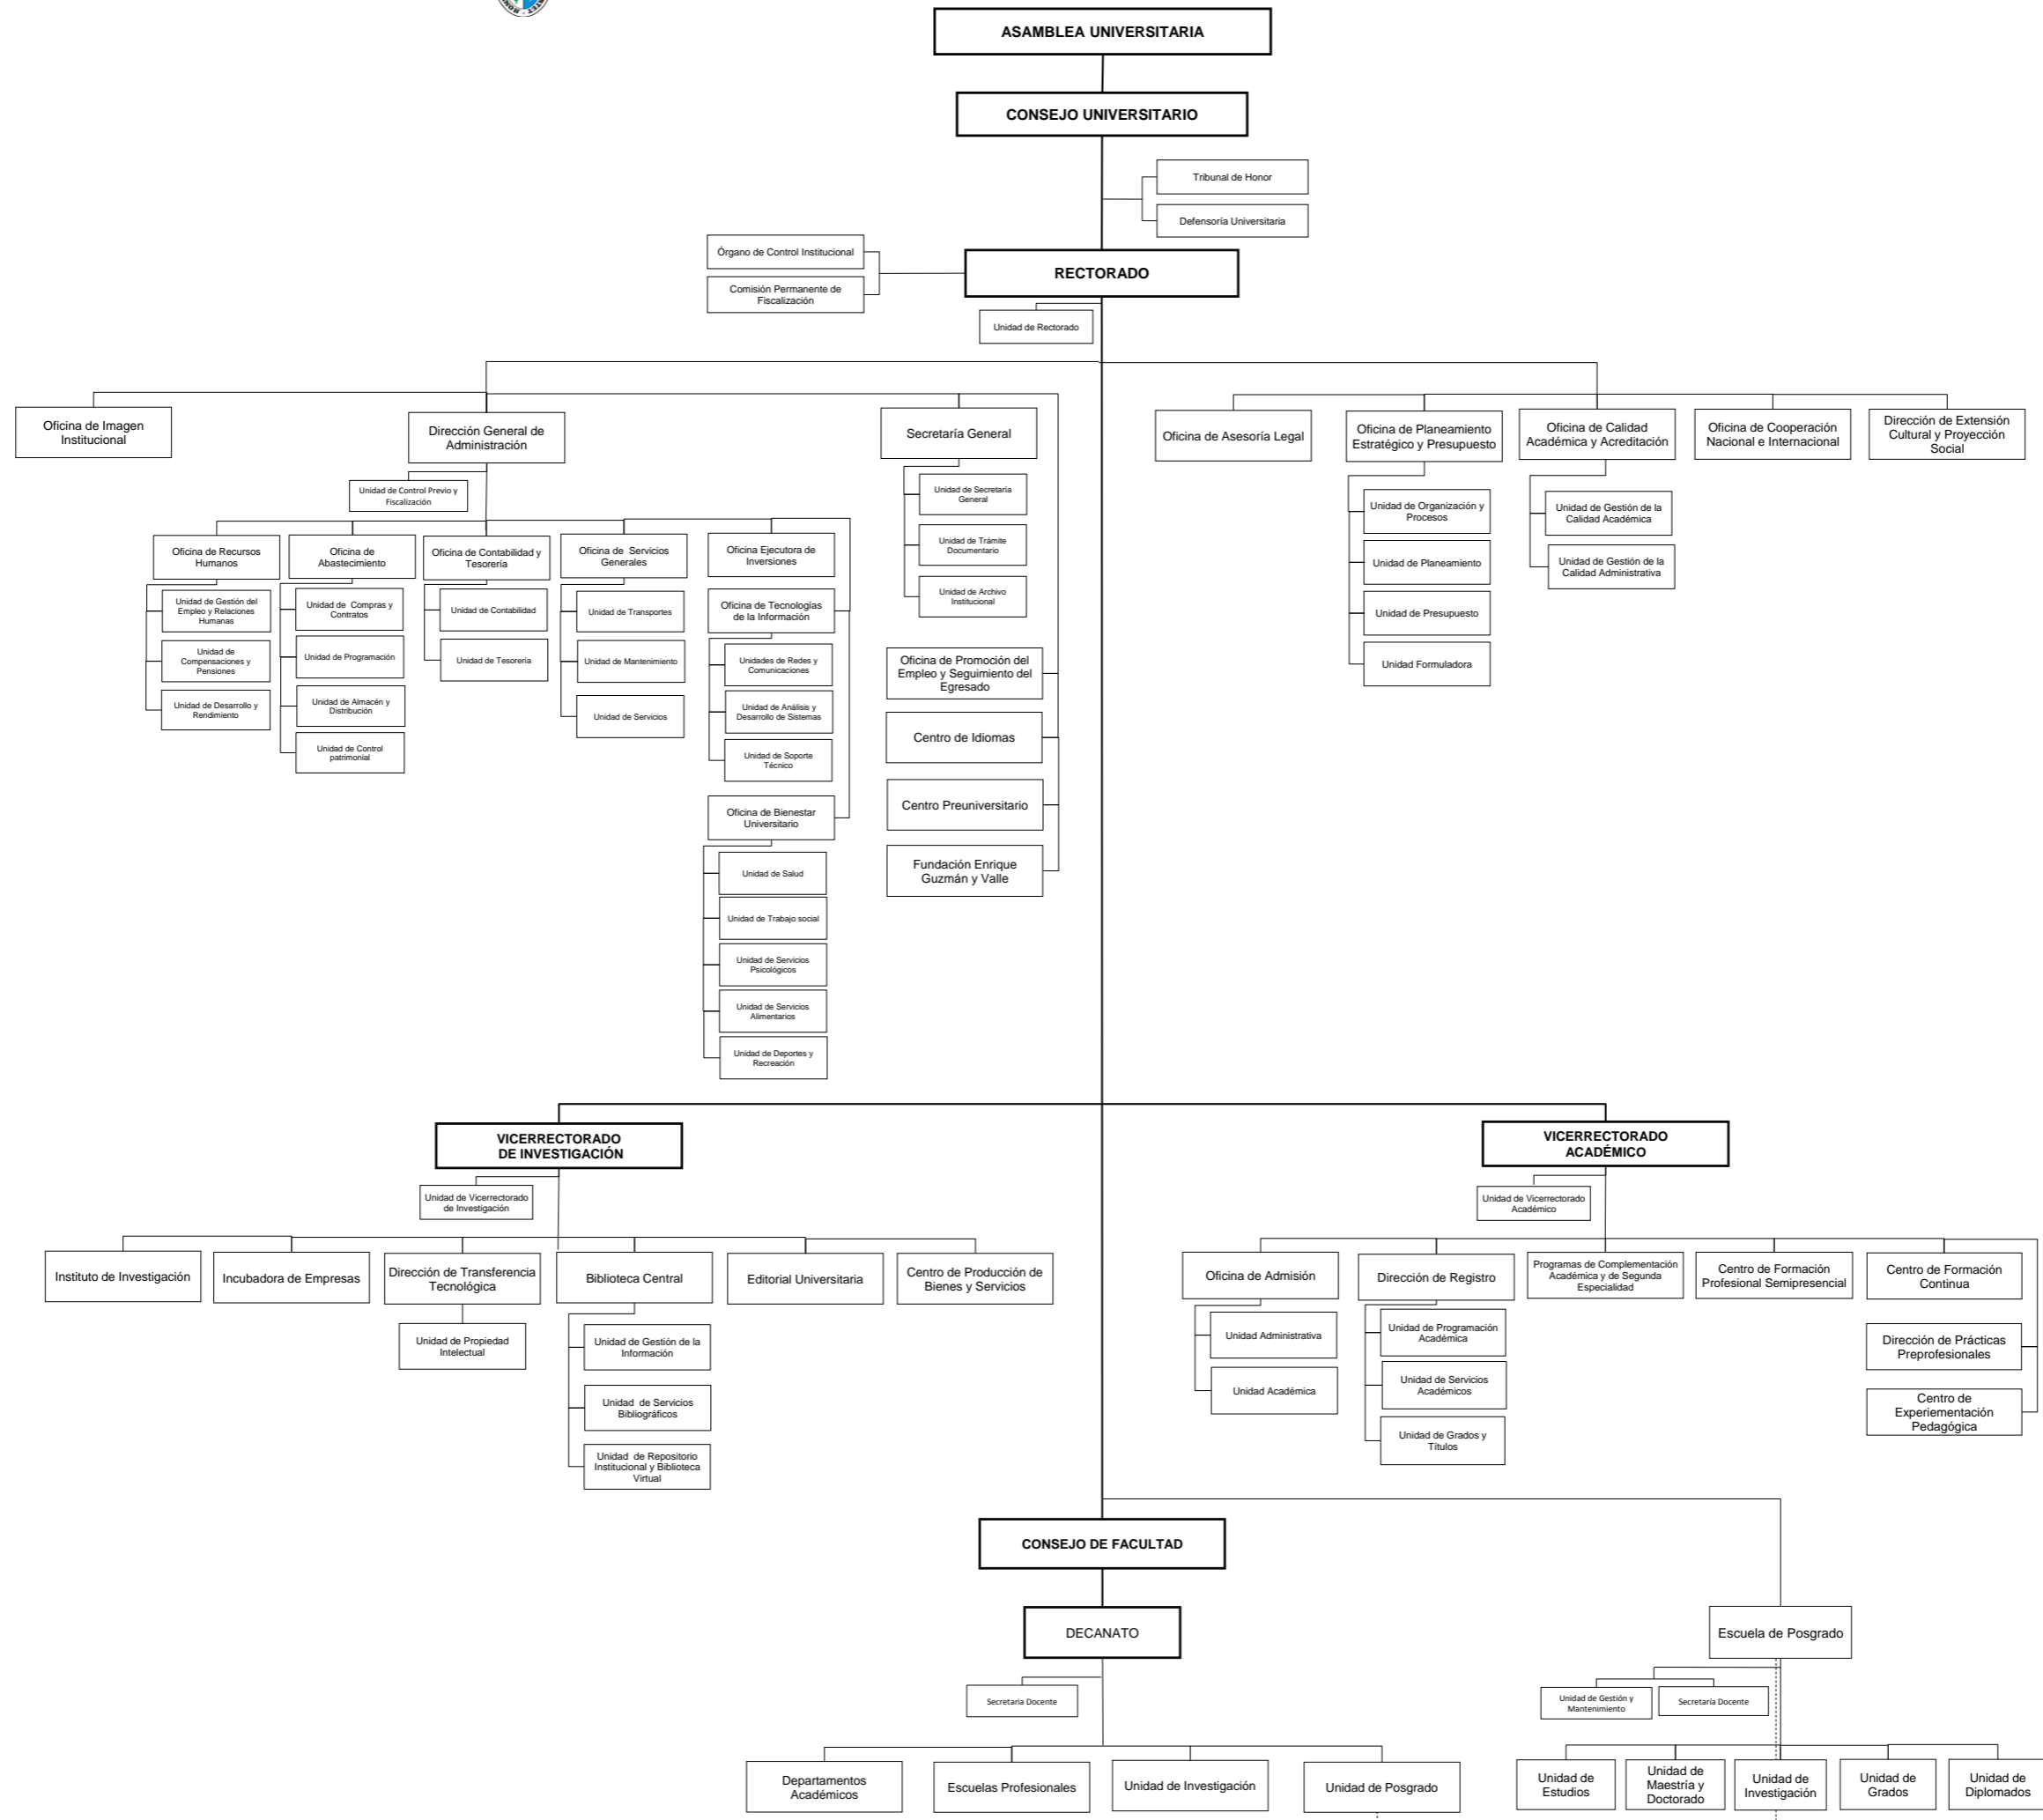 ASAMBLEA UNIVERSITARIA
CONSEJO UNIVERSITARIO
Tribunal de Honor
Defensoría Universitaria
Órgano de Control Institucional
Comisión Permanente de
Fiscalización
RECTORADO
Unidad de Rectorado
Oficina de Imagen
Institucional
Dirección General de
Administración
Secretaría General
Oficina de Asesoría Legal
Oficina de Planeamiento
Estratégico y Presupuesto
Oficina de Calidad
Académica y Acreditación
Oficina de Cooperación
Nacional e Internacional
Dirección de Extensión
Cultural y Proyección
Social
Unidad de Control Previo y
Fiscalización
Oficina de Recursos
Humanos
Unidad de Gestión del
Empleo y Relaciones
Humanas
Unidad de
Compensaciones y
Pensiones
Unidad de Desarrollo y
Rendimiento
Oficina de
Abastecimiento
Unidad de Compras y
Contratos
Unidad de Programación
Unidad de Almacén y
Distribución
Unidad de Control
patrimonial
Oficina de Contabilidad y
Tesorería
Unidad de Contabilidad
Unidad de Tesorería
Oficina de Servicios
Generales
Unidad de Transportes
Unidad de Mantenimiento
Unidad de Servicios
Oficina Ejecutora de
Inversiones
Oficina de Tecnologías
de la Información
Unidades de Redes y
Comunicaciones
Unidad de Análisis y
Desarrollo de Sistemas
Unidad de Soporte
Técnico
Oficina de Bienestar
Universitario
Unidad de Salud
Unidad de Trabajo social
Unidad de Servicios
Psicológicos
Unidad de Servicios
Alimentarios
Unidad de Deportes y
Recreación
Unidad de Secretaría
General
Unidad de Trámite
Documentario
Unidad de Archivo
Institucional
Oficina de Promoción del
Empleo y Seguimiento del
Egresado
Centro de Idiomas
Centro Preuniversitario
Fundación Enrique
Guzmán y Valle
Unidad de Organización y
Procesos
Unidad de Planeamiento
Unidad de Presupuesto
Unidad Formuladora
Unidad de Gestión de la
Calidad Académica
Unidad de Gestión de la
Calidad Administrativa
VICERRECTORADO
DE INVESTIGACIÓN
Unidad de Vicerrectorado
de Investigación
Instituto de Investigación
Incubadora de Empresas
Dirección de Transferencia
Tecnológica
Unidad de Propiedad
Intelectual
Biblioteca Central
Unidad de Gestión de la
Información
Unidad de Servicios
Bibliográficos
Unidad de Repositorio
Institucional y Biblioteca
Virtual
Editorial Universitaria
Centro de Producción de
Bienes y Servicios
VICERRECTORADO
ACADÉMICO
Unidad de Vicerrectorado
Académico
Oficina de Admisión
Unidad Administrativa
Unidad Académica
Dirección de Registro
Unidad de Programación
Académica
Unidad de Servicios
Académicos
Unidad de Grados y
Títulos
Programas de Complementación
Académica y de Segunda
Especialidad
Centro de Formación
Profesional Semipresencial
Centro de Formación
Continua
Dirección de Prácticas
Preprofesionales
Centro de
Experiementación
Pedagógica
CONSEJO DE FACULTAD
DECANATO
Secretaria Docente
Departamentos
Académicos
Escuelas Profesionales
Unidad de Investigación
Unidad de Posgrado
Escuela de Posgrado
Unidad de Gestión y
Mantenimiento
Secretaría Docente
Unidad de
Estudios
Unidad de
Maestría y
Doctorado
Unidad de
Investigación
Unidad de
Grados
Unidad de
Diplomados